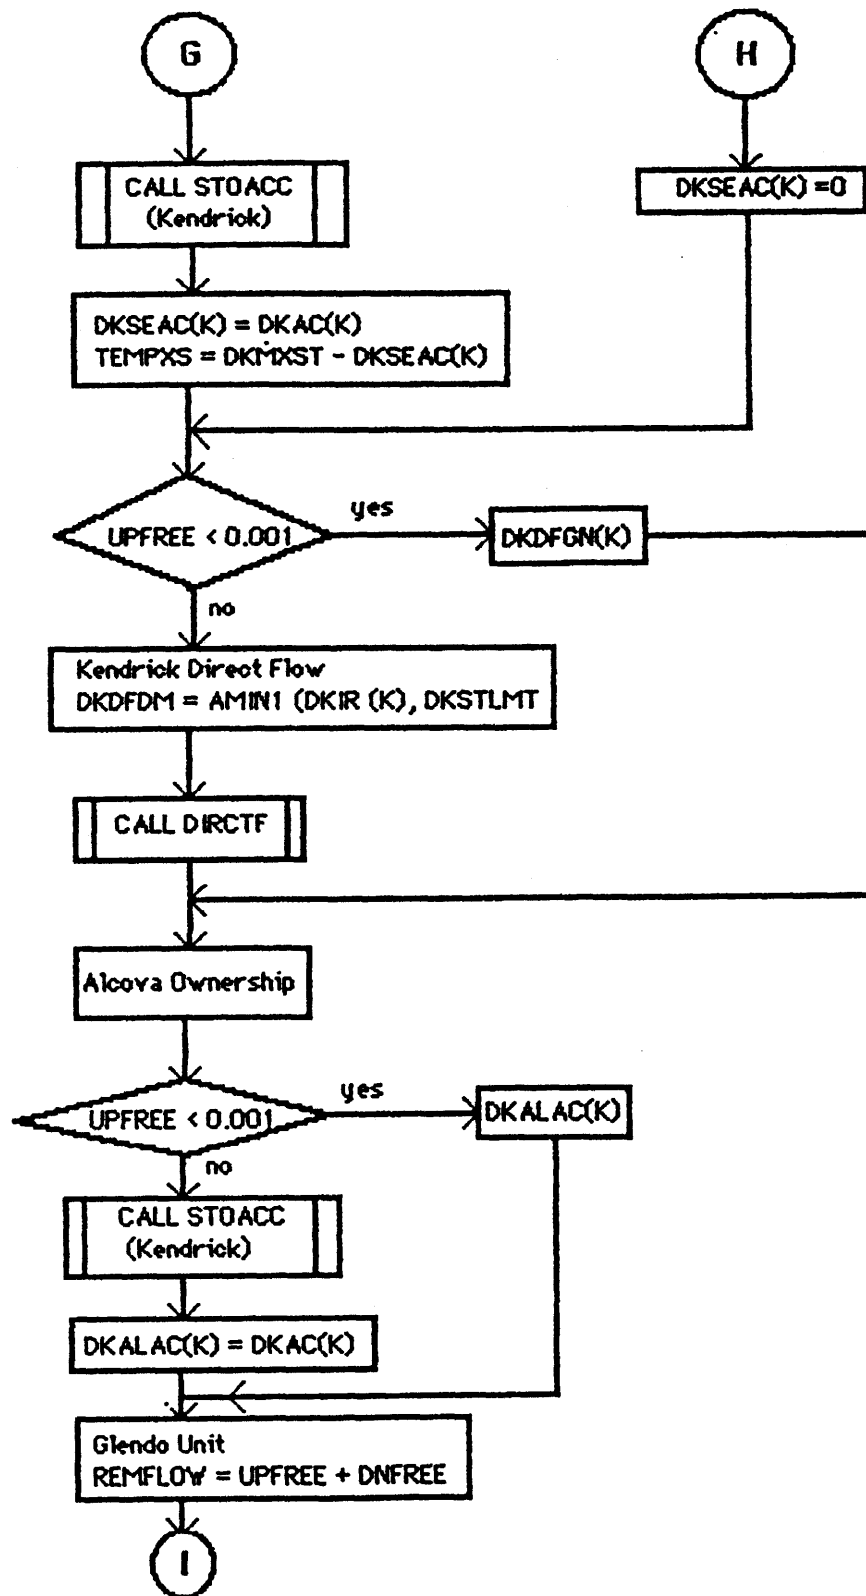 G
H
CALL STOACC
(Kendrick)
DKSEAC(K) =0
DKSEAC(K) = DKAC(K)
TEMPXS = DKMXST - DKSEAC(K)
UPFREE < 0.001
yes
DKDFGN(K)
no
Kendrick Direct Flow
DKDFDM = AMIN1 (DKIR (K), DKSTLMT
CALL DIRCTF
Alcova Ownership
UPFREE < 0.001
yes
DKALAC(K)
no
CALL STOACC
(Kendrick)
DKALAC(K) = DKAC(K)
Glendo Unit
REMFLOW = UPFREE + DNFREE
I